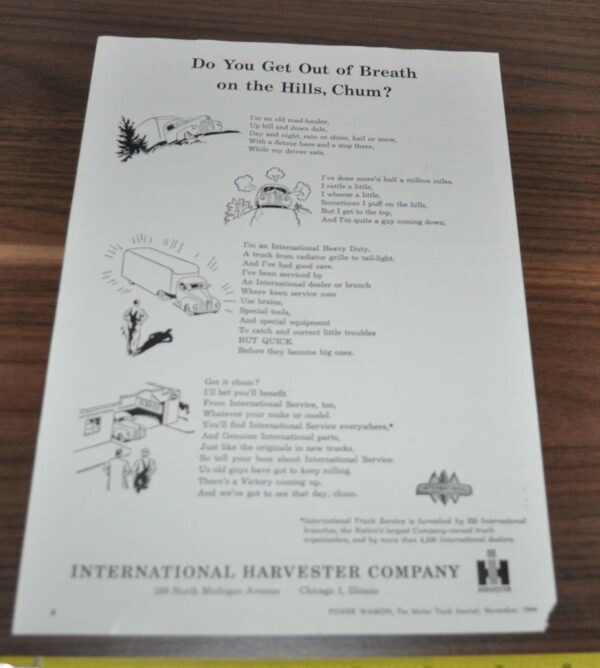 Do You Get Out of Breath
on the Hills, Chum?
I'm an old road-hauler,
Up hill and down dale,
Day and night, rain or shine, hail or snow,
With a detour here and a stop there,
While my driver eats.
I've done more'n half a million miles.
I rattle a little,
I wheeze a little,
Sometimes I puff on the hills,
But I get to the top,
And I'm quite a guy coming down.
I'm an International Heavy Duty,
A truck from radiator grille to tail-light.
And I've had good care.
I've been serviced by
An International dealer or branch
Where keen service men
Use brains,
Special tools,
And special equipment
To catch and correct little troubles
BUT QUICK
Before they become big ones.
Get it chum?
I'll bet you'll benefit
From International Service, too,
Whatever your make or model.
You'll find International Service everywhere,*
And Genuine International parts,
Just like the originals in new trucks.
So tell your boss about International Service.
Us old guys have got to keep rolling.
There's a Victory coming up,
And we've got to see that day, chum.
INTERNATIONAL
*International Truck Service is furnished by 250 International
branches, the Nation's largest Company-owned truck
organization, and by more than 4,500 International dealers.
INTERNATIONAL HARVESTER COMPANY
180 North Michigan Avenue Chicago 1, Illinois
HARVESTER
6
POWER WAGON, The Motor Truck Journal, November, 1944